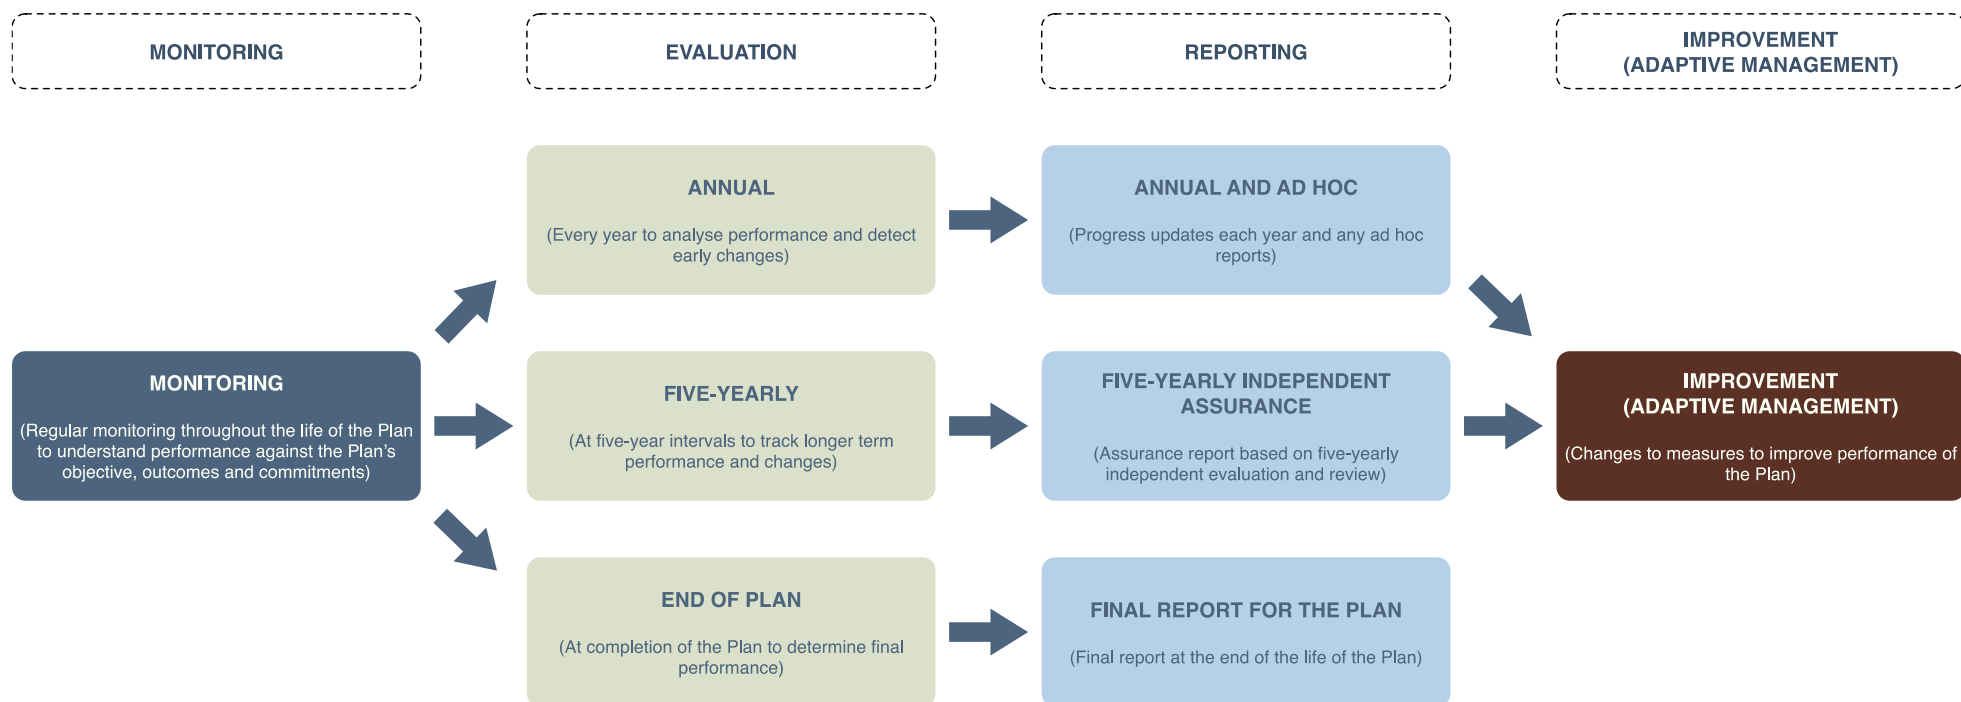 MONITORING
EVALUATION
REPORTING
IMPROVEMENT
(ADAPTIVE MANAGEMENT)
ANNUAL
(Every year to analyse performance and detect
early changes)
ANNUAL AND AD HOC
(Progress updates each year and any ad hoc
reports)
MONITORING
(Regular monitoring throughout the life of the Plan
to understand performance against the Plan’s
objective, outcomes and commitments)
FIVE-YEARLY
(At five-year intervals to track longer term
performance and changes)
FIVE-YEARLY INDEPENDENT
ASSURANCE
(Assurance report based on five-yearly
independent evaluation and review)
IMPROVEMENT
(ADAPTIVE MANAGEMENT)
(Changes to measures to improve performance of
the Plan)
END OF PLAN
(At completion of the Plan to determine final
performance)
FINAL REPORT FOR THE PLAN
(Final report at the end of the life of the Plan)